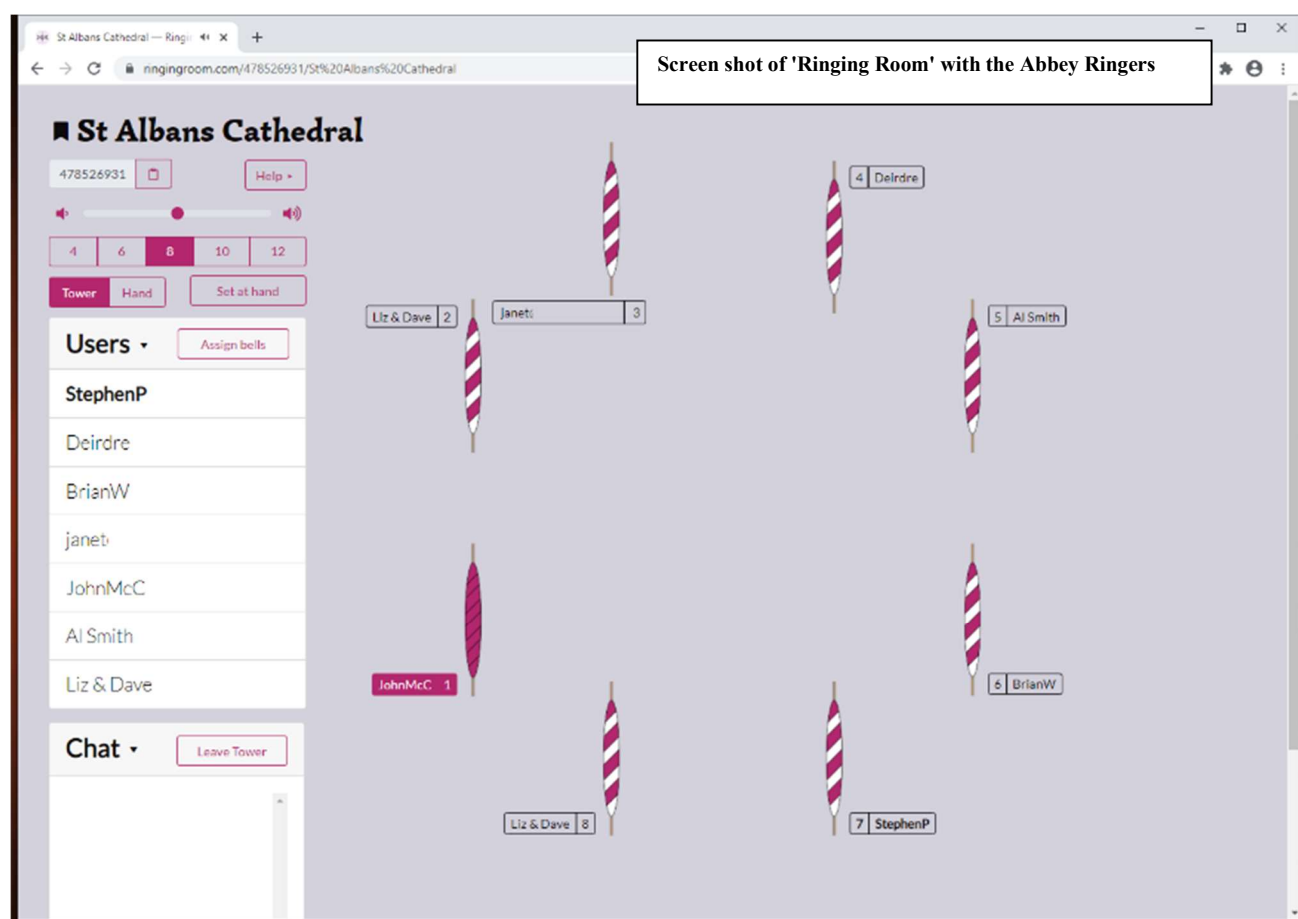 St Albans Cathedral — Ringi
ringingroom.com/478526931/St%20Albans%20Cathedral
Screen shot of 'Ringing Room' with the Abbey Ringers
St Albans Cathedral
478526931
Help
4 6 8 10 12
Tower Hand Set at hand
Users Assign bells
StephenP
Deirdre
BrianW
janet
JohnMcC
Al Smith
Liz & Dave
Chat Leave Tower
4 Deirdre
Liz & Dave 2
Janet 3
5 Al Smith
JohnMcC 1
6 BrianW
Liz & Dave 8
7 StephenP